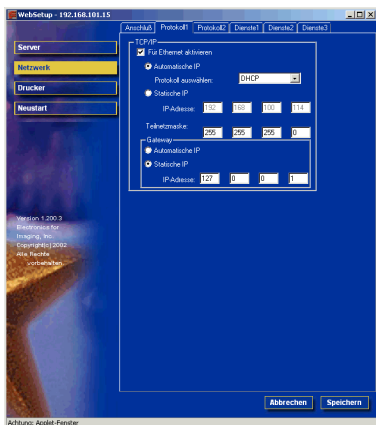 WebSetup - 192.168.101.15
Anschluß Protokoll1 Protokoll2 Dienste1 Dienste2 Dienste3
Server
Netzwerk
Drucker
Neustart
TCP/IP
Für Ethernet aktivieren
Automatische IP
Protokoll auswählen: DHCP
Statische IP
IP-Adresse: 192 168 100 114
Teilnetzmaske: 255 255 255 0
Gateway
Automatische IP
Statische IP
IP-Adresse: 127 0 0 1
Version 1.200.3
Electronics for
Imaging, Inc.
Copyright(c)2002
Alle Rechte
vorbehalten.
Abbrechen Speichern
Achtung: Applet-Fenster